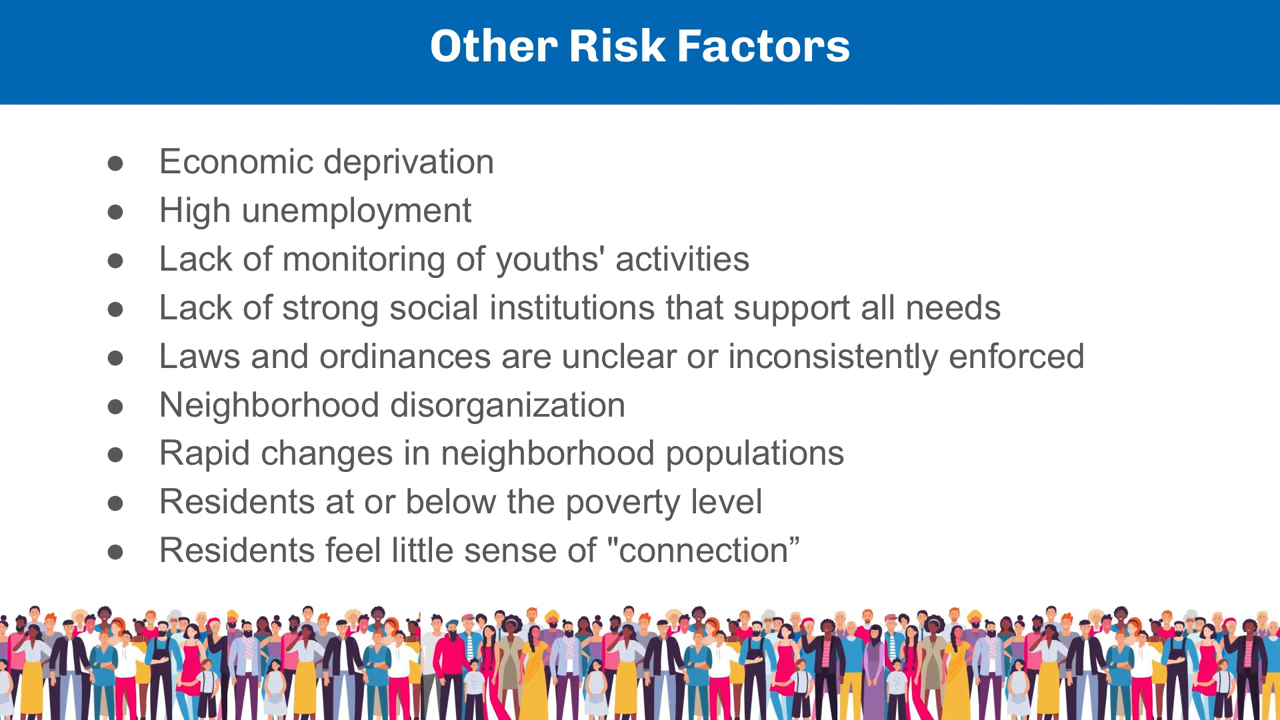 Other Risk Factors
● Economic deprivation
● High unemployment
● Lack of monitoring of youths' activities
● Lack of strong social institutions that support all needs
● Laws and ordinances are unclear or inconsistently enforced
● Neighborhood disorganization
● Rapid changes in neighborhood populations
● Residents at or below the poverty level
● Residents feel little sense of "connection”